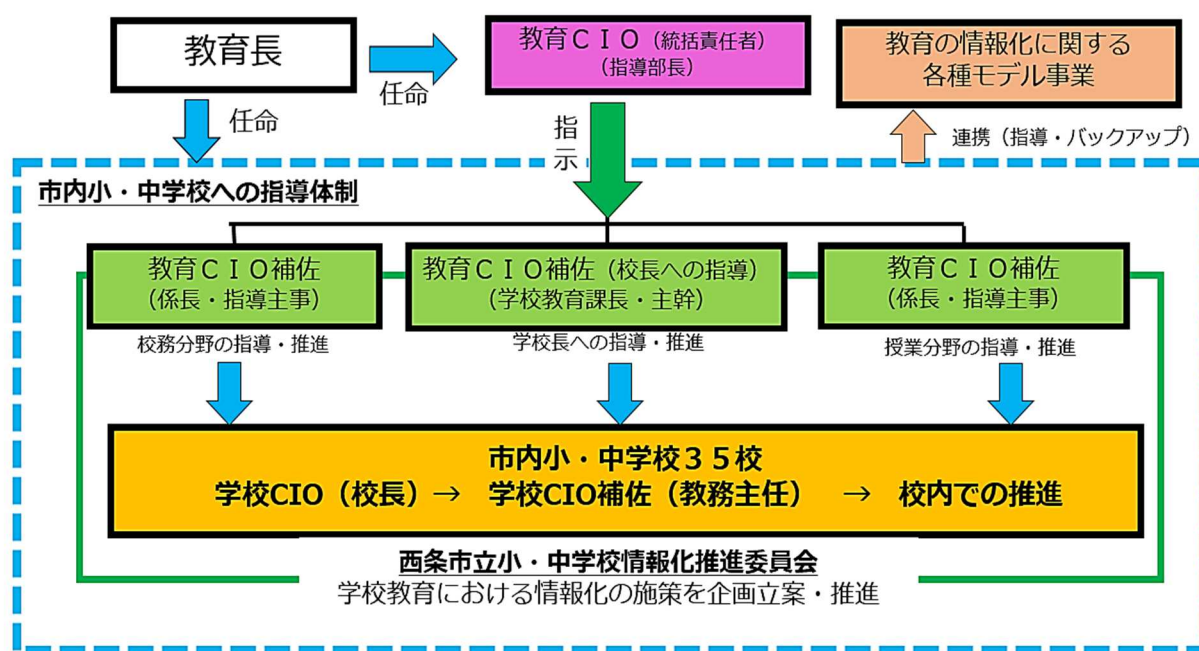 教育長
任命
任命
教育ＣＩＯ（統括責任者）
（指導部長）
指示
教育の情報化に関する
各種モデル事業
連携（指導・バックアップ）
市内小・中学校への指導体制
教育ＣＩＯ補佐
（係長・指導主事）
校務分野の指導・推進
教育ＣＩＯ補佐（校長への指導）
（学校教育課長・主幹）
学校長への指導・推進
教育ＣＩＯ補佐
（係長・指導主事）
授業分野の指導・推進
市内小・中学校３５校
学校CIO（校長）→ 学校CIO補佐（教務主任） → 校内での推進
西条市立小・中学校情報化推進委員会
学校教育における情報化の施策を企画立案・推進